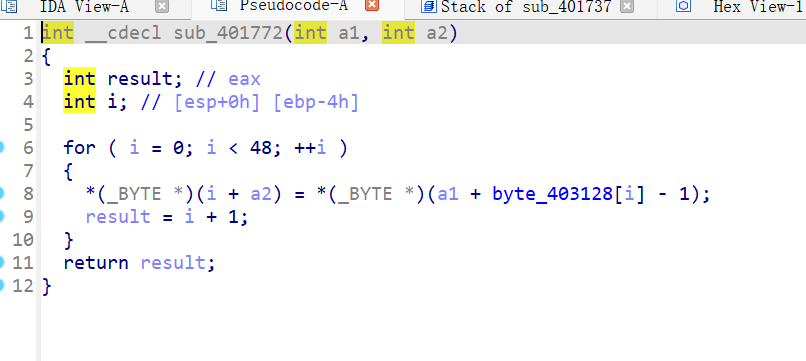 IDA View-A Pseudocode-A Stack of sub_401737 Hex View-1
1 int __cdecl sub_401772(int a1, int a2)
2 {
3 int result; // eax
4 int i; // [esp+0h] [ebp-4h]
5
6 for ( i = 0; i < 48; ++i )
7 {
8 *(_BYTE *)(i + a2) = *(_BYTE *)(a1 + byte_403128[i] - 1);
9 result = i + 1;
10 }
11 return result;
12 }